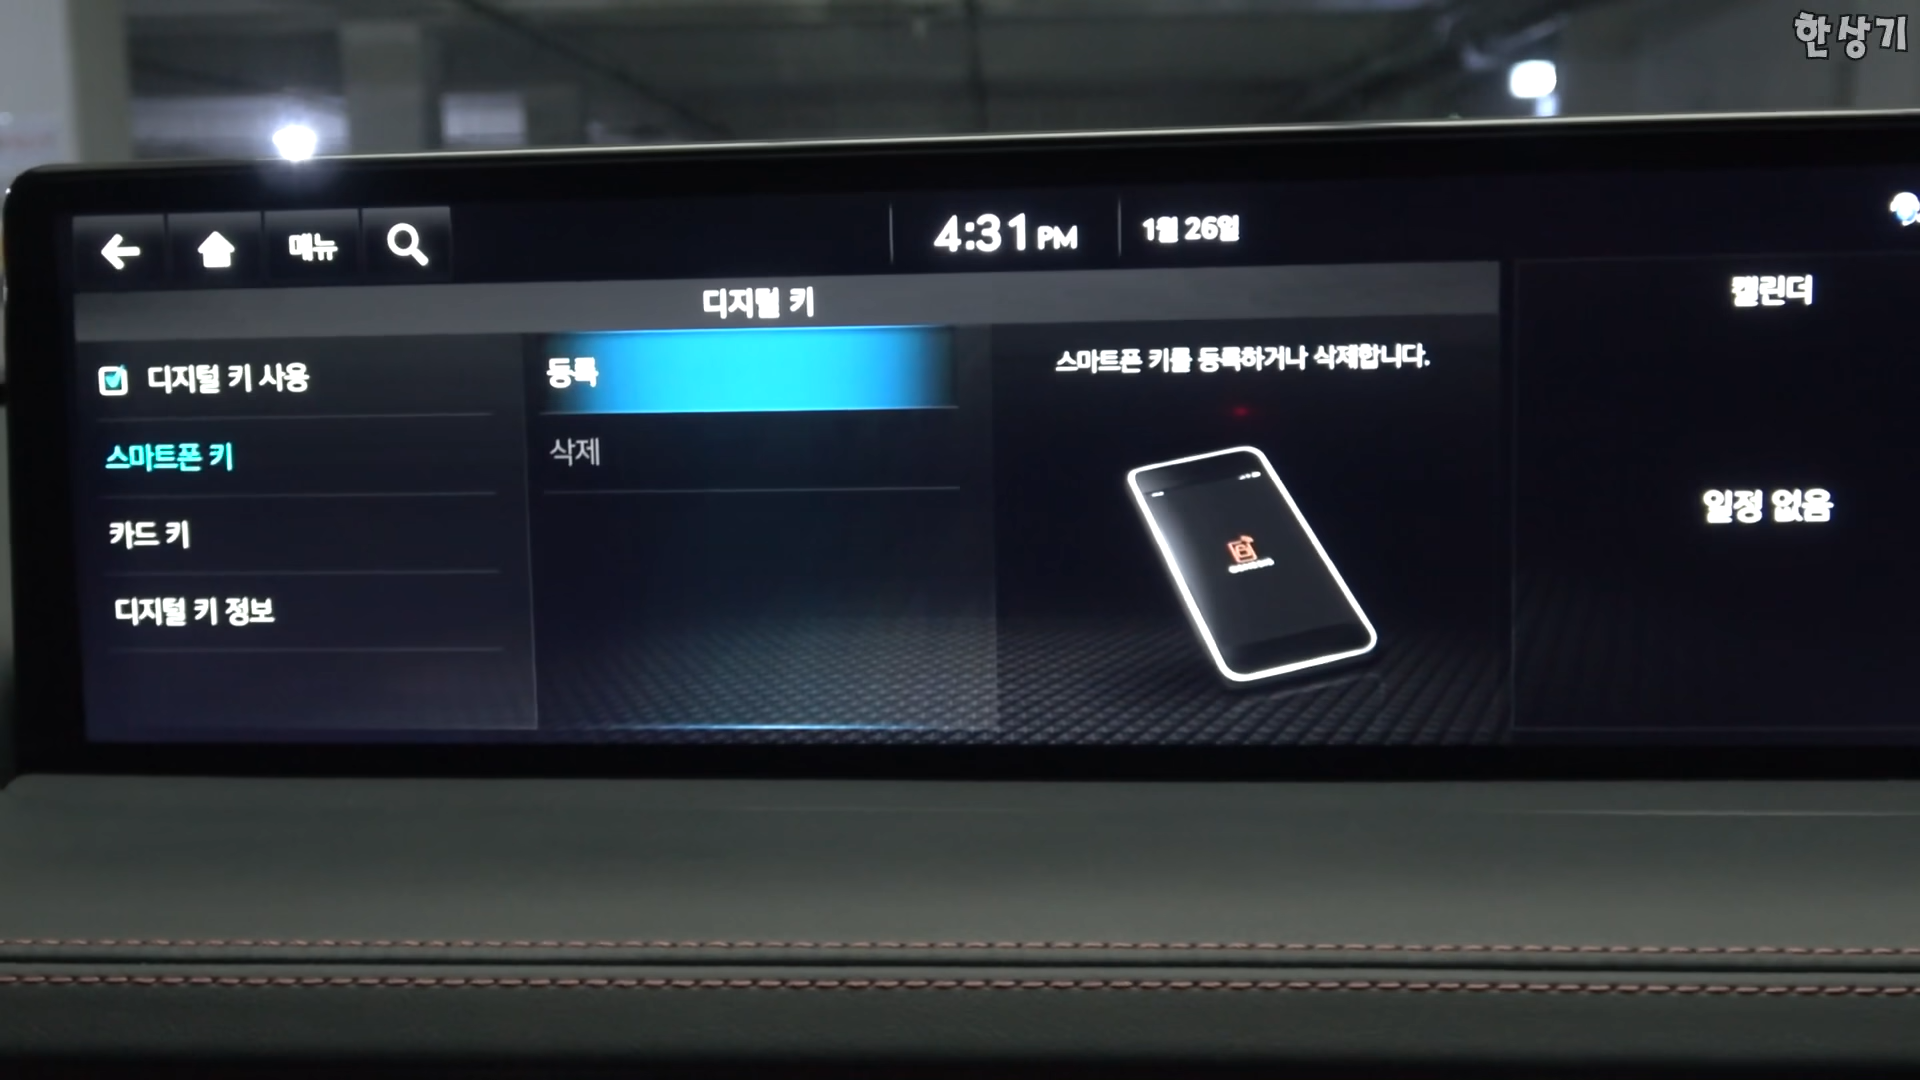 한상기
메뉴
4:31 PM
1월 26일
디지털 키
캘린더
디지털 키 사용
스마트폰 키
카드 키
디지털 키 정보
등록
삭제
스마트폰 키를 등록하거나 삭제합니다.
일정 없음